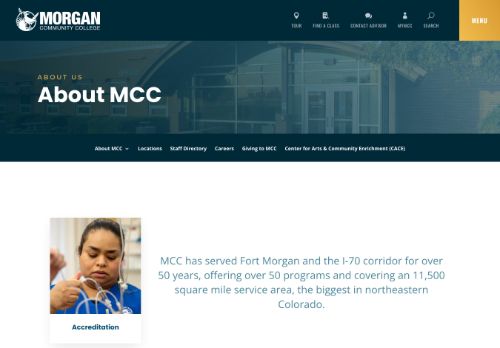 MORGAN
COMMUNITY COLLEGE
TOUR
FIND A CLASS
CONTACT ADVISOR
MYMCC
SEARCH
MENU
ABOUT US
About MCC
About MCC
Locations
Staff Directory
Careers
Giving to MCC
Center for Arts & Community Enrichment (CACE)
MCC has served Fort Morgan and the I-70 corridor for over
50 years, offering over 50 programs and covering an 11,500
square mile service area, the biggest in northeastern
Colorado.
Accreditation